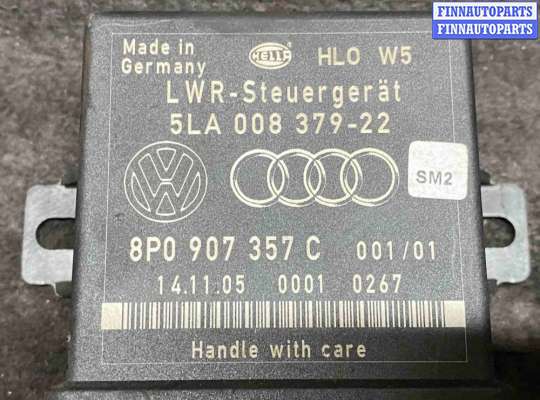 FINNAUTOPARTS
FINNAUTOPARTS
Made in
Germany
HELLA
HLO W5
LWR-Steuergerät
5LA 008 379-22
SM2
8P0 907 357 C 001/01
14.11.05 0001 0267
Handle with care